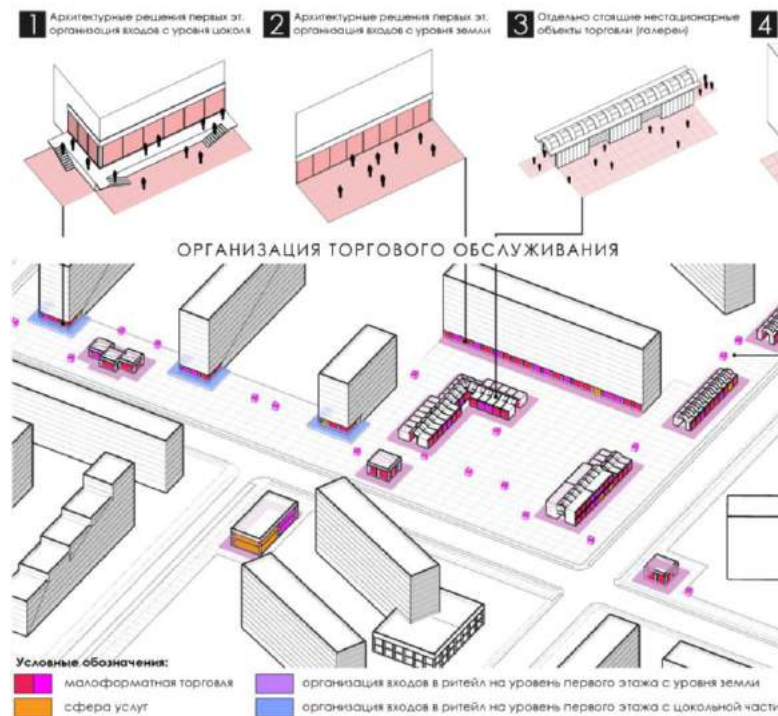 1 Архитектурные решения первых эт.
организация входов с уровня цоколя
2 Архитектурные решения первых эт.
организация входов с уровня земли
3 Отдельно стоящие нестационарные
объекты торговли (галереи)
4
ОРГАНИЗАЦИЯ ТОРГОВОГО ОБСЛУЖИВАНИЯ
Условные обозначения:
малоформатная торговля
организация входов в ритейл на уровень первого этажа с уровня земли
сфера услуг
организация входов в ритейл на уровень первого этажа с цокольной части